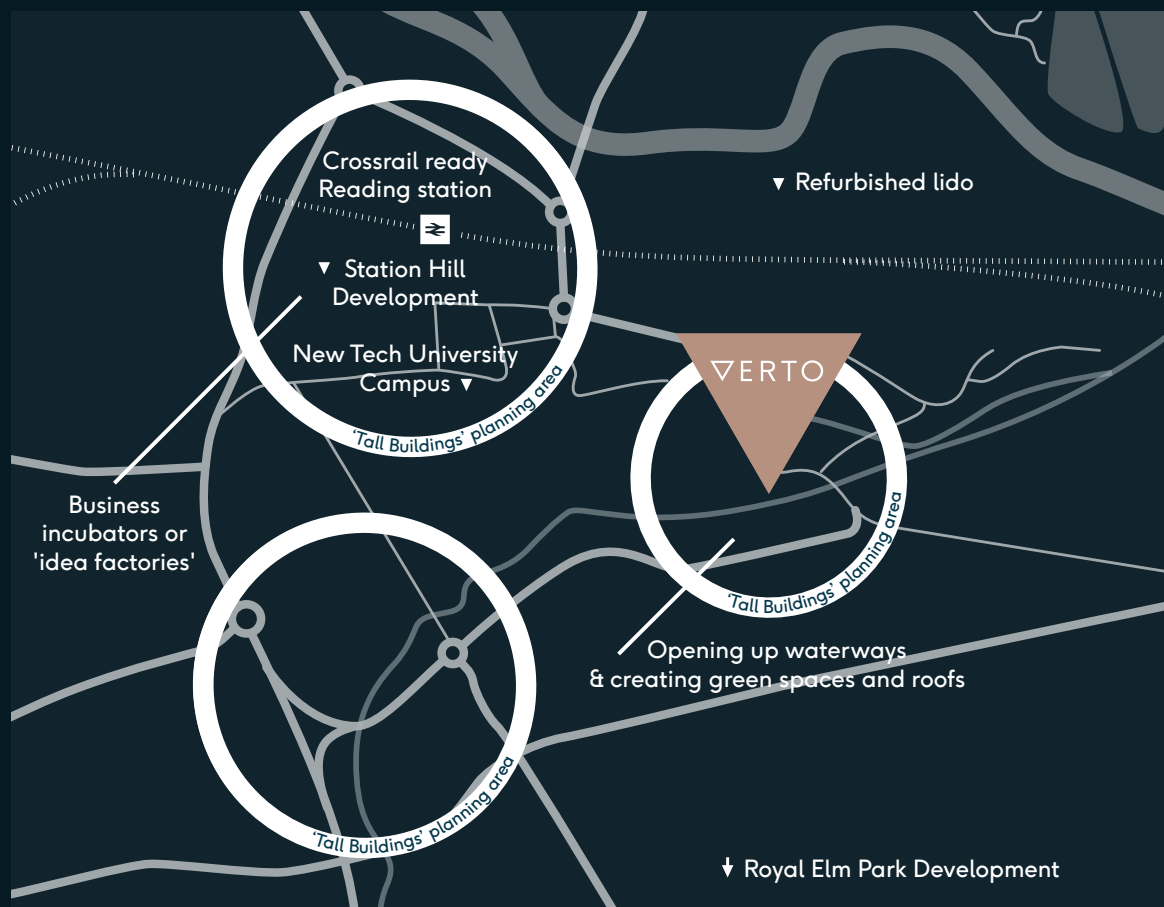 Crossrail ready
Reading station
▼ Refurbished lido
▼ Station Hill
Development
New Tech University
Campus ▼
'Tall Buildings' planning area
VERTO
Business
incubators or
'idea factories'
'Tall Buildings' planning area
Opening up waterways
& creating green spaces and roofs
'Tall Buildings' planning area
Royal Elm Park Development